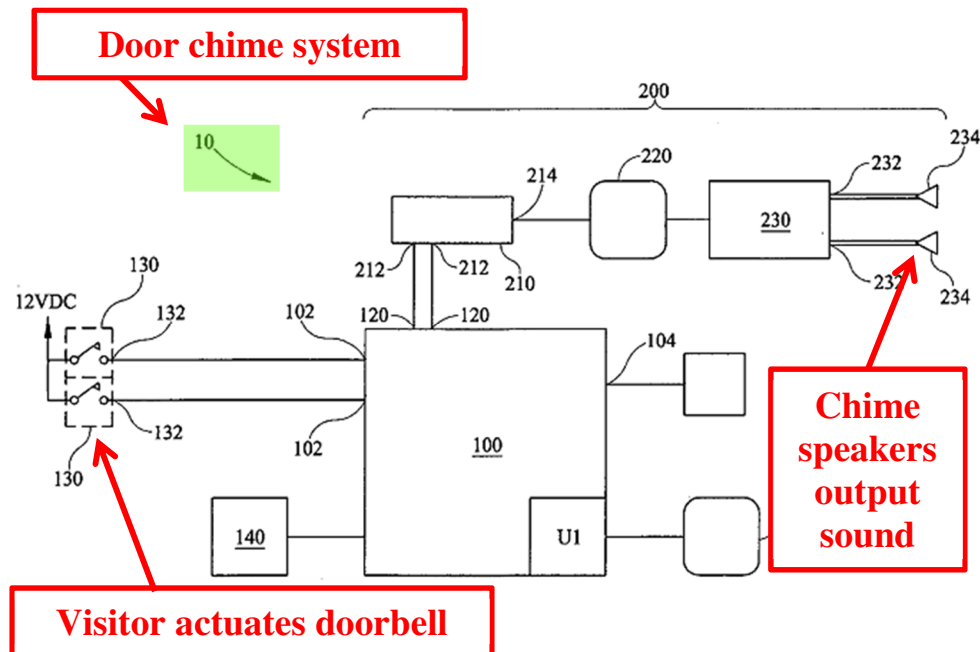 Door chime system
200
10
234
220
232
214
230
212
212
210
232
234
130
12VDC
132
102
120
120
104
132
102
130
100
Chime
speakers
output
sound
140
U1
Visitor actuates doorbell